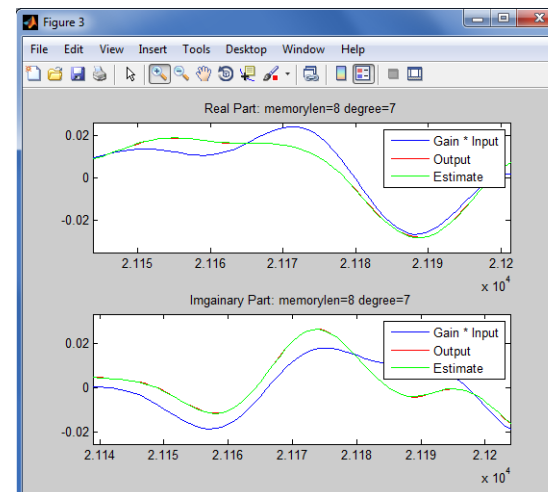 Figure 3
File Edit View Insert Tools Desktop Window Help
Real Part: memorylen=8 degree=7
0.02
0
-0.02
Gain * Input
Output
Estimate
2.115 2.116 2.117 2.118 2.119 2.12
x 10^4
Imgainary Part: memorylen=8 degree=7
0.02
0
-0.02
Gain * Input
Output
Estimate
2.114 2.115 2.116 2.117 2.118 2.119 2.12
x 10^4